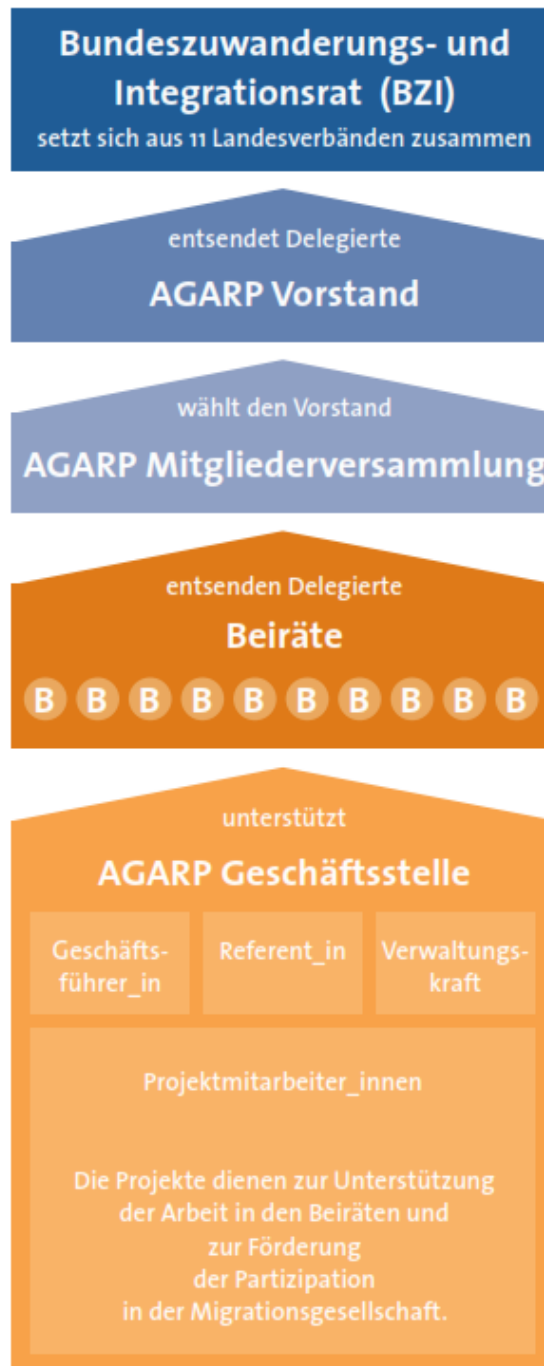 Bundeszuwanderungs- und
Integrationsrat (BZI)
setzt sich aus 11 Landesverbänden zusammen
entsendet Delegierte
AGARP Vorstand
wählt den Vorstand
AGARP Mitgliederversammlung
entsenden Delegierte
Beiräte
B B B B B B B B B B
unterstützt
AGARP Geschäftsstelle
Geschäfts-
führer_in
Referent_in
Verwaltungs-
kraft
Projektmitarbeiter_innen
Die Projekte dienen zur Unterstützung
der Arbeit in den Beiräten und
zur Förderung
der Partizipation
in der Migrationsgesellschaft.